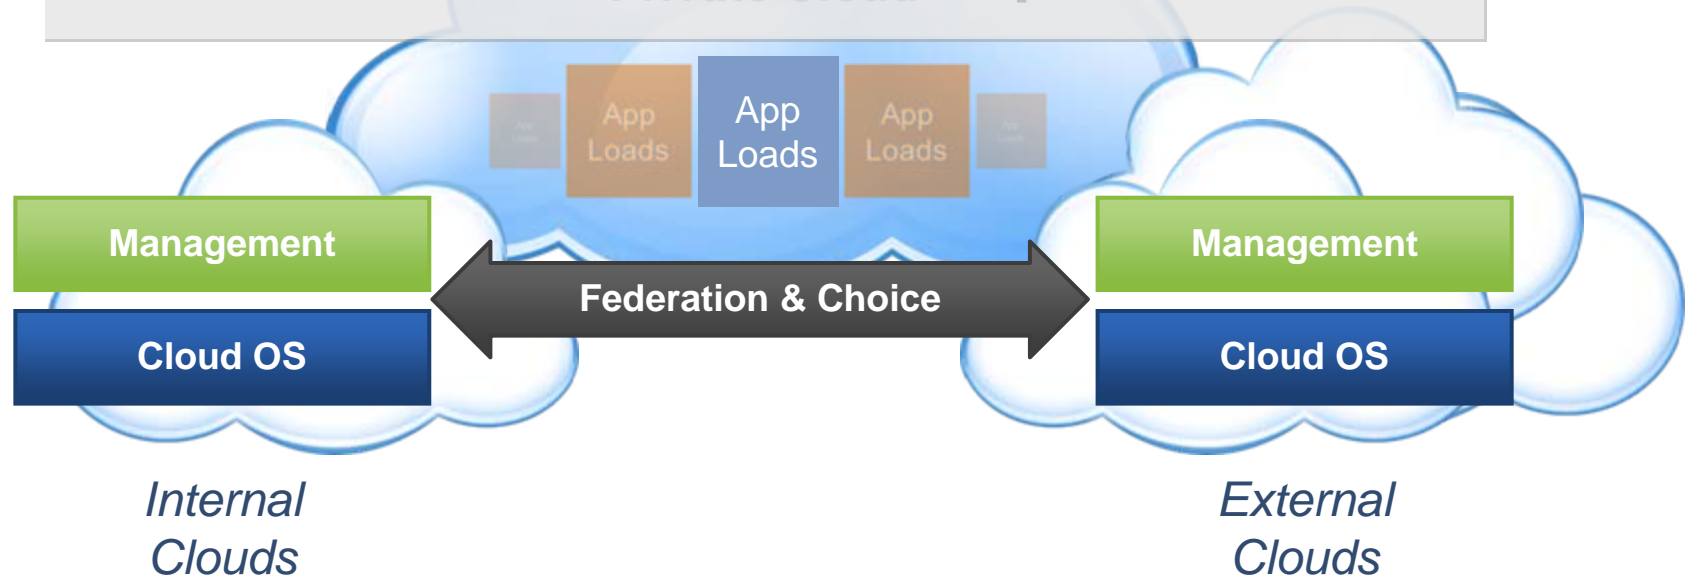 App
Loads
App
Loads
App
Loads
Management
Management
Federation & Choice
Cloud OS
Cloud OS
Internal
Clouds
External
Clouds